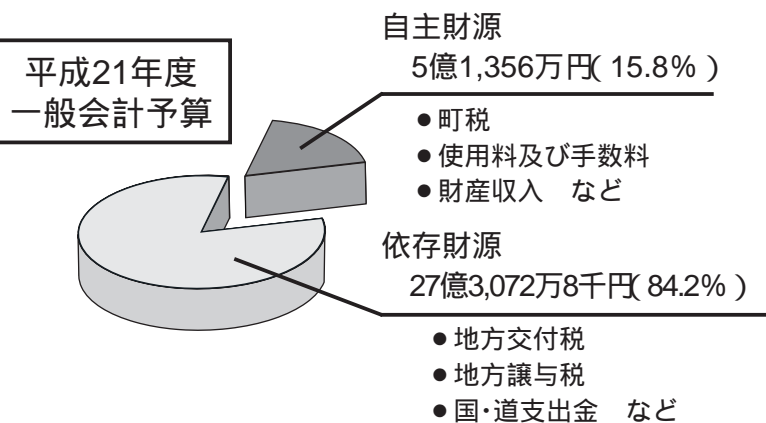 平成21年度
一般会計予算
自主財源
5億1,356万円(15.8%)
●町税
●使用料及び手数料
●財産収入 など
依存財源
27億3,072万8千円(84.2%)
●地方交付税
●地方譲与税
●国・道支出金 など